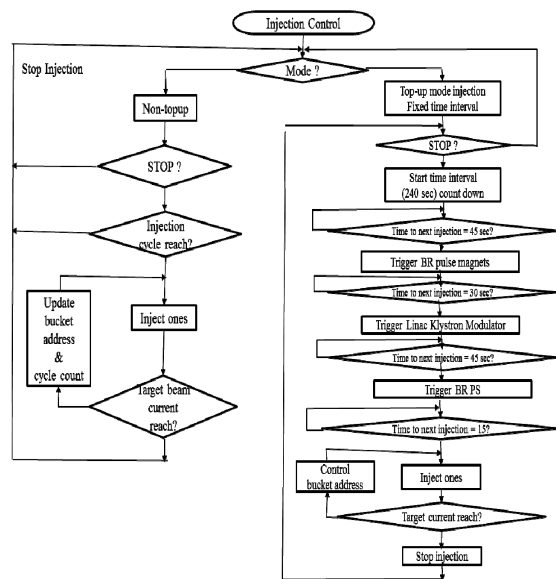 Injection Control
Stop Injection
Mode ?
Non-topup
STOP ?
Injection
cycle reach?
Update
bucket
address
&
cycle count
Inject ones
Target beam
current
reach?
Top-up mode injection
Fixed time interval
STOP ?
Start time interval
(240 sec) count down
Time to next injection = 45 sec?
Trigger BR pulse magnets
Time to next injection = 30 sec?
Trigger Linac Klystron Modulator
Time to next injection = 45 sec?
Trigger BR PS
Time to next injection = 15?
Control
bucket address
Inject ones
Target current reach?
Stop injection